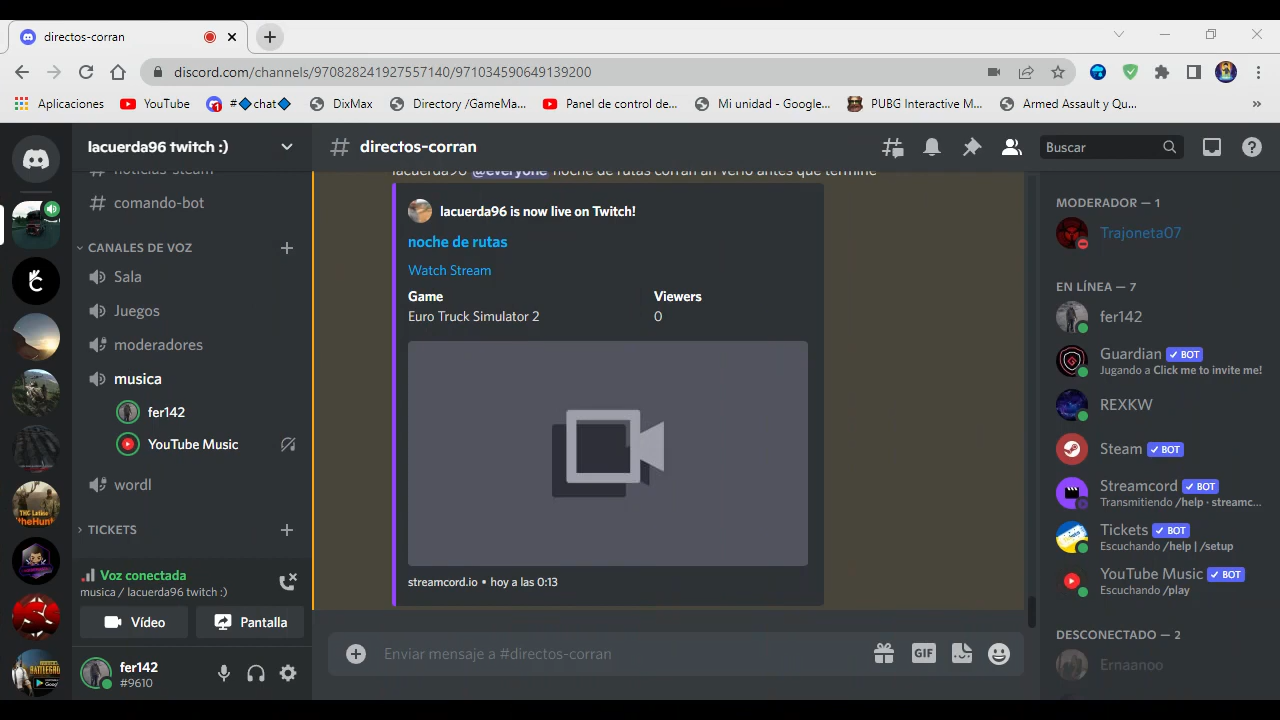 directos-corran
discord.com/channels/970828241927557140/971034590649139200
Aplicaciones
YouTube
#🔷chat🔷
DixMax
Directory /GameMa...
Panel de control de...
Mi unidad - Google...
PUBG Interactive M...
Armed Assault y Qu...
»
lacuerda96 twitch :)
noticias-steam
comando-bot
CANALES DE VOZ
Sala
Juegos
moderadores
musica
fer142
YouTube Music
wordl
TICKETS
Voz conectada
musica / lacuerda96 twitch :)
Vídeo
Pantalla
fer142
#9610
# directos-corran
Buscar
lacuerda96 @everyone noche de rutas corran an verlo antes que termine
lacuerda96 is now live on Twitch!
noche de rutas
Watch Stream
Game
Viewers
Euro Truck Simulator 2
0
streamcord.io • hoy a las 0:13
Enviar mensaje a #directos-corran
GIF
MODERADOR — 1
Trajoneta07
EN LÍNEA — 7
fer142
Guardian ✓ BOT
Jugando a Click me to invite me!
REXKW
Steam ✓ BOT
Streamcord ✓ BOT
Transmitiendo /help · streamc...
Tickets ✓ BOT
Escuchando /help | /setup
YouTube Music ✓ BOT
Escuchando /play
DESCONECTADO — 2
Ernaanoo